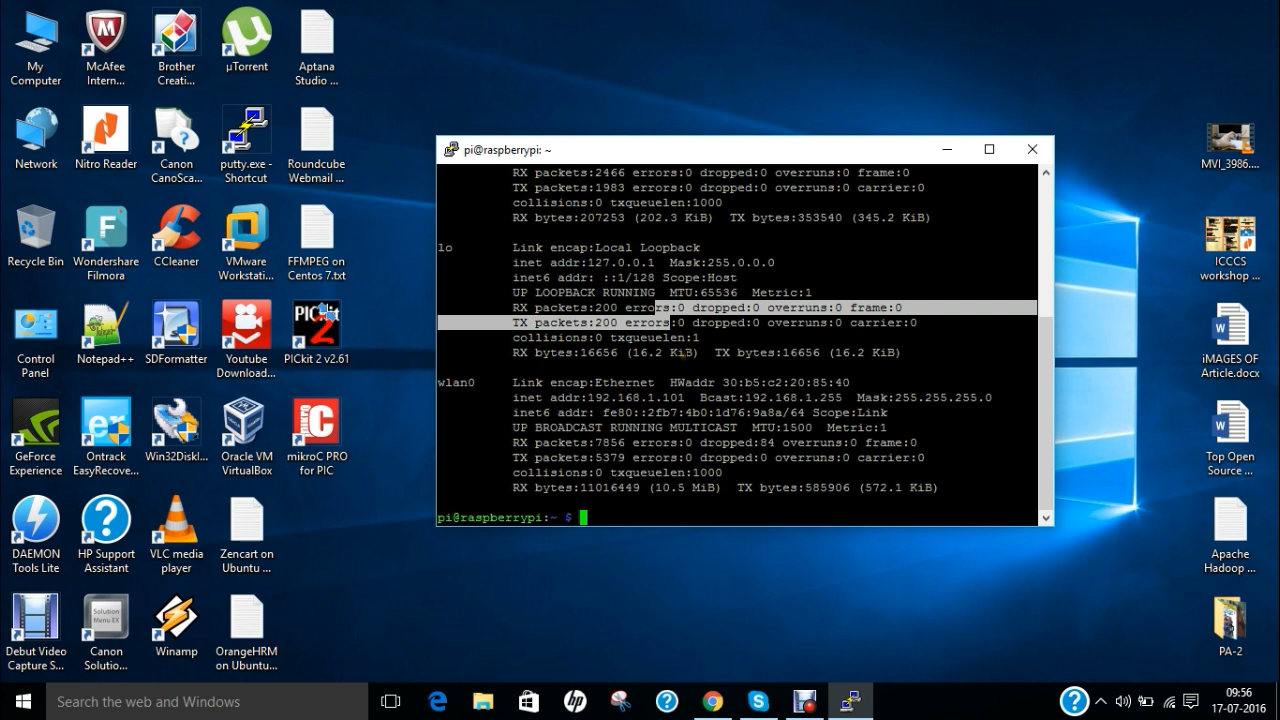 My
Computer
McAfee
Intern...
Brother
Creati...
µTorrent
Aptana
Studio ...
Network
Nitro Reader
Canon
CanoSca...
putty.exe -
Shortcut
Roundcube
Webmail ...
Recycle Bin
Wondershare
Filmora
CCleaner
VMware
Workstati...
FFMPEG on
Centos 7.txt
Control
Panel
Notepad++
SDFormatter
Youtube
Download...
PICkit
2
PICkit 2 v2.61
GeForce
Experience
Ontrack
EasyRecove...
Win32DiskI...
Oracle VM
VirtualBox
mikroC PRO
for PIC
DAEMON
Tools Lite
HP Support
Assistant
VLC media
player
Zencart on
Ubuntu ...
Debut Video
Capture S...
Solution
Menu EX
Canon
Solutio...
Winamp
OrangeHRM
on Ubuntu...
pi@raspberrypi: ~
RX packets:2466 errors:0 dropped:0 overruns:0 frame:0
TX packets:1983 errors:0 dropped:0 overruns:0 carrier:0
collisions:0 txqueuelen:1000
RX bytes:207253 (202.3 KiB)  TX bytes:353540 (345.2 KiB)
lo Link encap:Local Loopback
inet addr:127.0.0.1  Mask:255.0.0.0
inet6 addr: ::1/128 Scope:Host
UP LOOPBACK RUNNING  MTU:65536  Metric:1
RX packets:200 errors:0 dropped:0 overruns:0 frame:0
TX packets:200 errors:0 dropped:0 overruns:0 carrier:0
collisions:0 txqueuelen:1
RX bytes:16656 (16.2 KiB)  TX bytes:16656 (16.2 KiB)
wlan0 Link encap:Ethernet  HWaddr 30:b5:c2:20:85:40
inet addr:192.168.1.101  Bcast:192.168.1.255  Mask:255.255.255.0
inet6 addr: fe80::2fb7:4b0:1d76:9a8a/64 Scope:Link
UP BROADCAST RUNNING MULTICAST  MTU:1500  Metric:1
RX packets:7856 errors:0 dropped:84 overruns:0 frame:0
TX packets:5379 errors:0 dropped:0 overruns:0 carrier:0
collisions:0 txqueuelen:1000
RX bytes:11016449 (10.5 MiB)  TX bytes:585906 (572.1 KiB)
pi@raspberrypi:~ $
MVI_3986....
ICCCS
workshop ...
iMAGES OF
Article.docx
Top Open
Source ...
Apache
Hadoop ...
PA-2
Search the web and Windows
09:56
17-07-2016